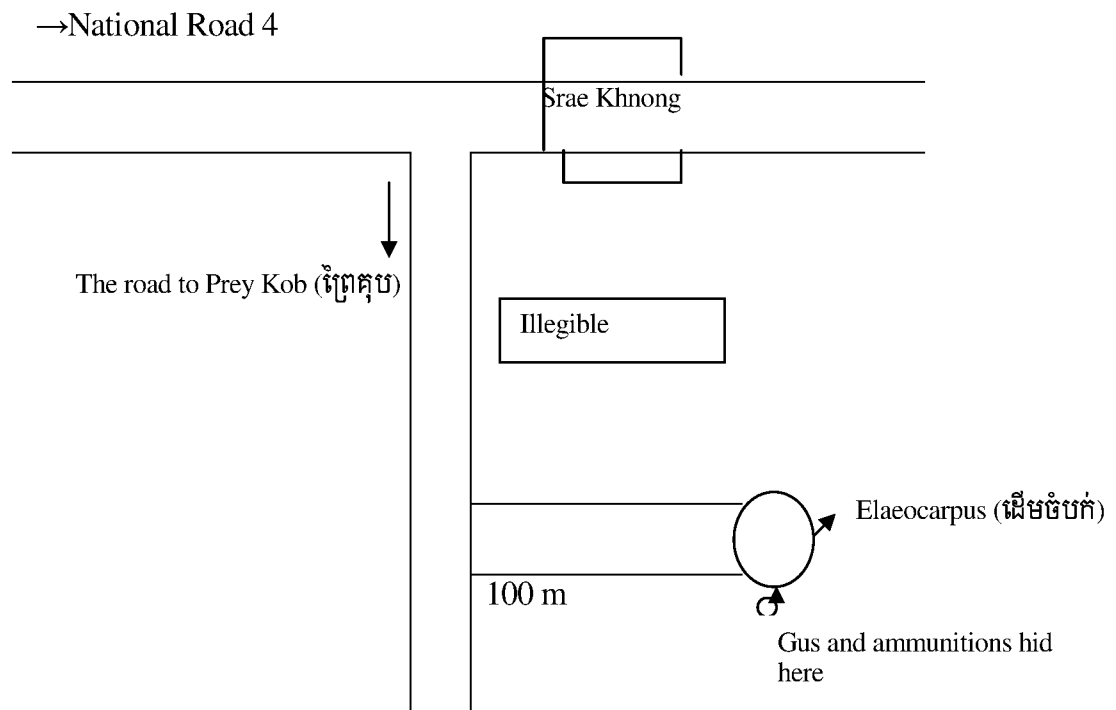 →National Road 4
Srae Khnong
The road to Prey Kob (ព្រៃគុប)
Illegible
Elaeocarpus (ដើមចំបក់)
100 m
Gus and ammunitions hid
here